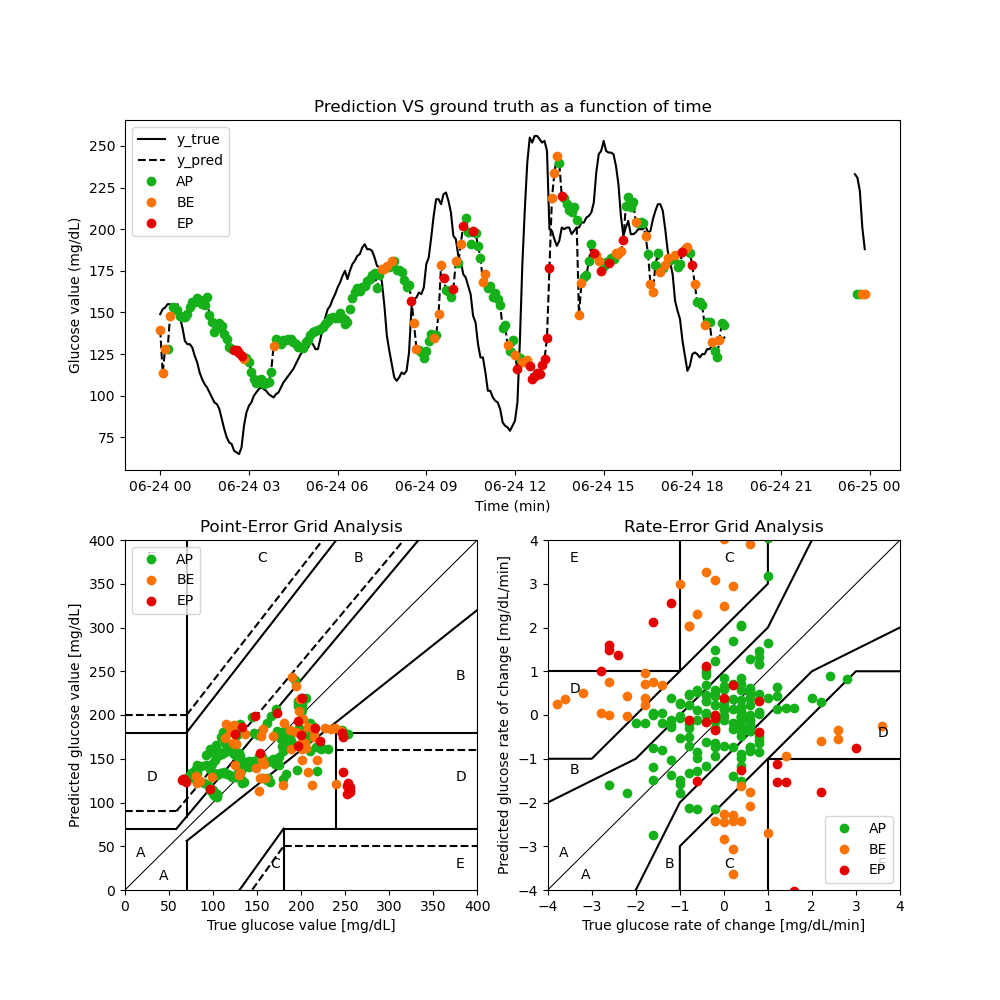 Prediction VS ground truth as a function of time
Glucose value (mg/dL)
250
225
200
175
150
125
100
75
y_true
y_pred
AP
BE
EP
06-24 00 06-24 03 06-24 06 06-24 09 06-24 12 06-24 15 06-24 18 06-24 21 06-25 00
Time (min)
Point-Error Grid Analysis
Predicted glucose value [mg/dL]
400
350
300
250
200
150
100
50
0
AP
BE
EP
E
C
B
B
D
D
A
A
C
E
0 50 100 150 200 250 300 350 400
True glucose value [mg/dL]
Rate-Error Grid Analysis
Predicted glucose rate of change [mg/dL/min]
4
3
2
1
0
−1
−2
−3
−4
E
C
D
D
B
A
A
B
C
E
AP
BE
EP
−4 −3 −2 −1 0 1 2 3 4
True glucose rate of change [mg/dL/min]